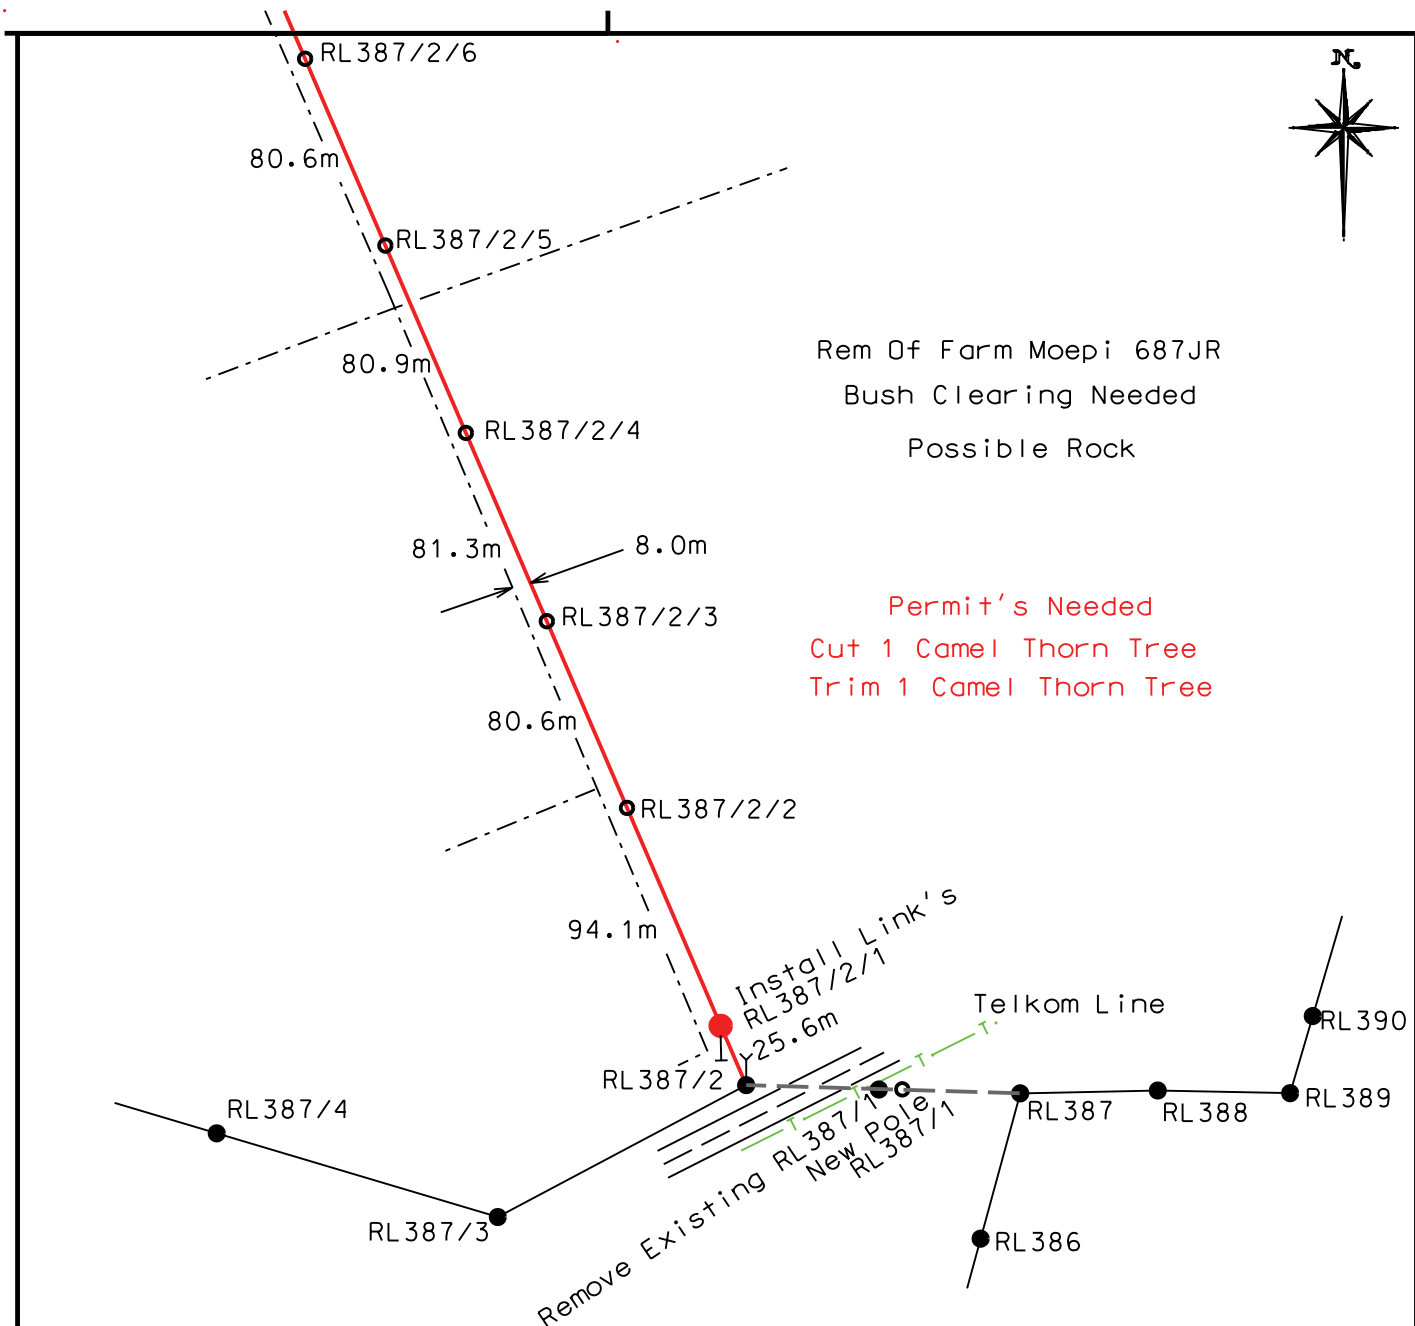 RL387/2/6
N
80.6m
RL387/2/5
80.9m
Rem Of Farm Moepi 687JR
Bush Clearing Needed
Possible Rock
RL387/2/4
81.3m
8.0m
Permit's Needed
Cut 1 Camel Thorn Tree
Trim 1 Camel Thorn Tree
RL387/2/3
80.6m
RL387/2/2
94.1m
Install Link's
RL387/2/1
25.6m
Telkom Line
T
T
T
T
RL390
RL387/2
RL387/4
RL387
RL388
RL389
Remove Existing RL387/1
New Pole
RL387/1
RL387/3
RL386